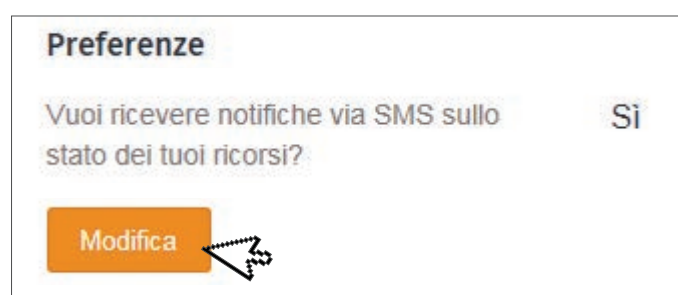 Preferenze
Vuoi ricevere notifiche via SMS sullo
stato dei tuoi ricorsi?
Sì
Modifica